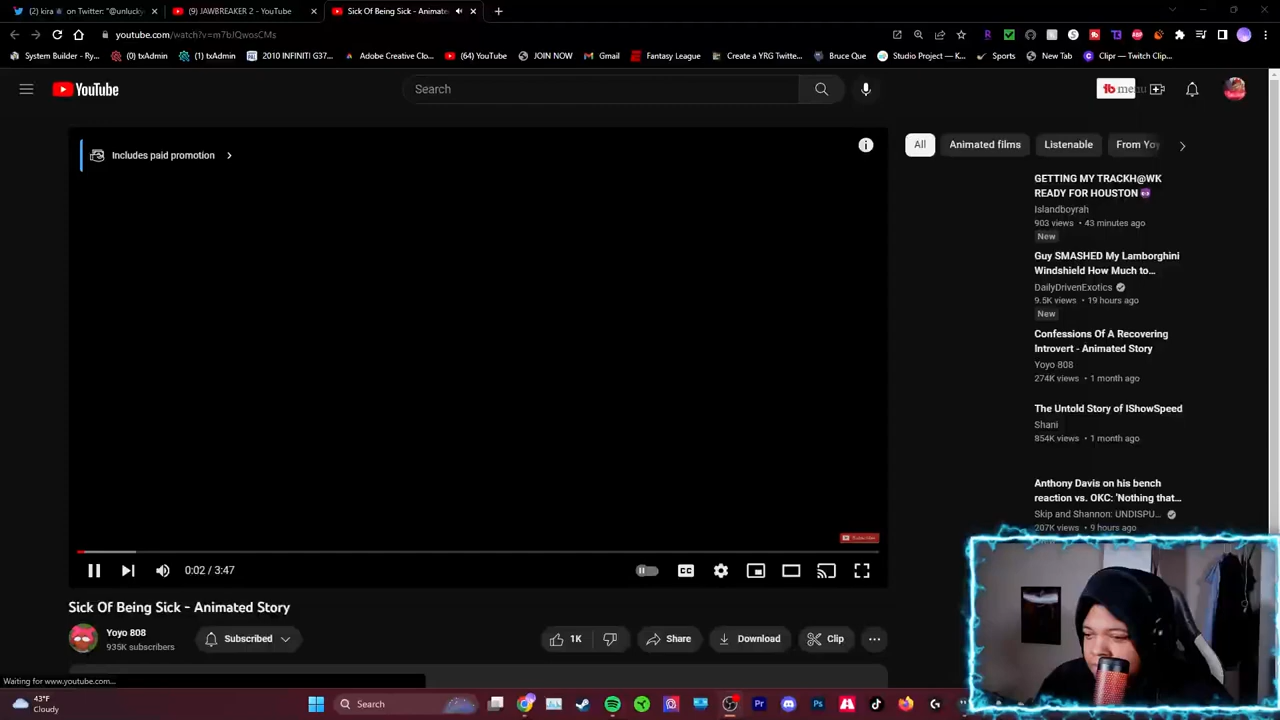 (2) kira on Twitter: "@unlucky
(9) JAWBREAKER 2 - YouTube
Sick Of Being Sick - Animate
youtube.com/watch?v=m7bJQwosCMs
System Builder - Ry...
(0) txAdmin
(1) txAdmin
2010 INFINITI G37...
Adobe Creative Clo...
(64) YouTube
JOIN NOW
Gmail
Fantasy League
Create a YRG Twitte...
Bruce Que
Studio Project — K...
Sports
New Tab
Clipr — Twitch Clip...
YouTube
Search
menu
Includes paid promotion
All
Animated films
Listenable
From Yoy
GETTING MY TRACKH@WK
READY FOR HOUSTON
Islandboyrah
903 views • 43 minutes ago
New
Guy SMASHED My Lamborghini
Windshield How Much to...
DailyDrivenExotics
9.5K views • 19 hours ago
New
Confessions Of A Recovering
Introvert - Animated Story
Yoyo 808
274K views • 1 month ago
The Untold Story of IShowSpeed
Shani
854K views • 1 month ago
Anthony Davis on his bench
reaction vs. OKC: 'Nothing that...
Skip and Shannon: UNDISPU...
207K views • 9 hours ago
0:02 / 3:47
CC
Sick Of Being Sick - Animated Story
Yoyo 808
935K subscribers
Subscribed
1K
Share
Download
Clip
Waiting for www.youtube.com...
43°F
Cloudy
Search